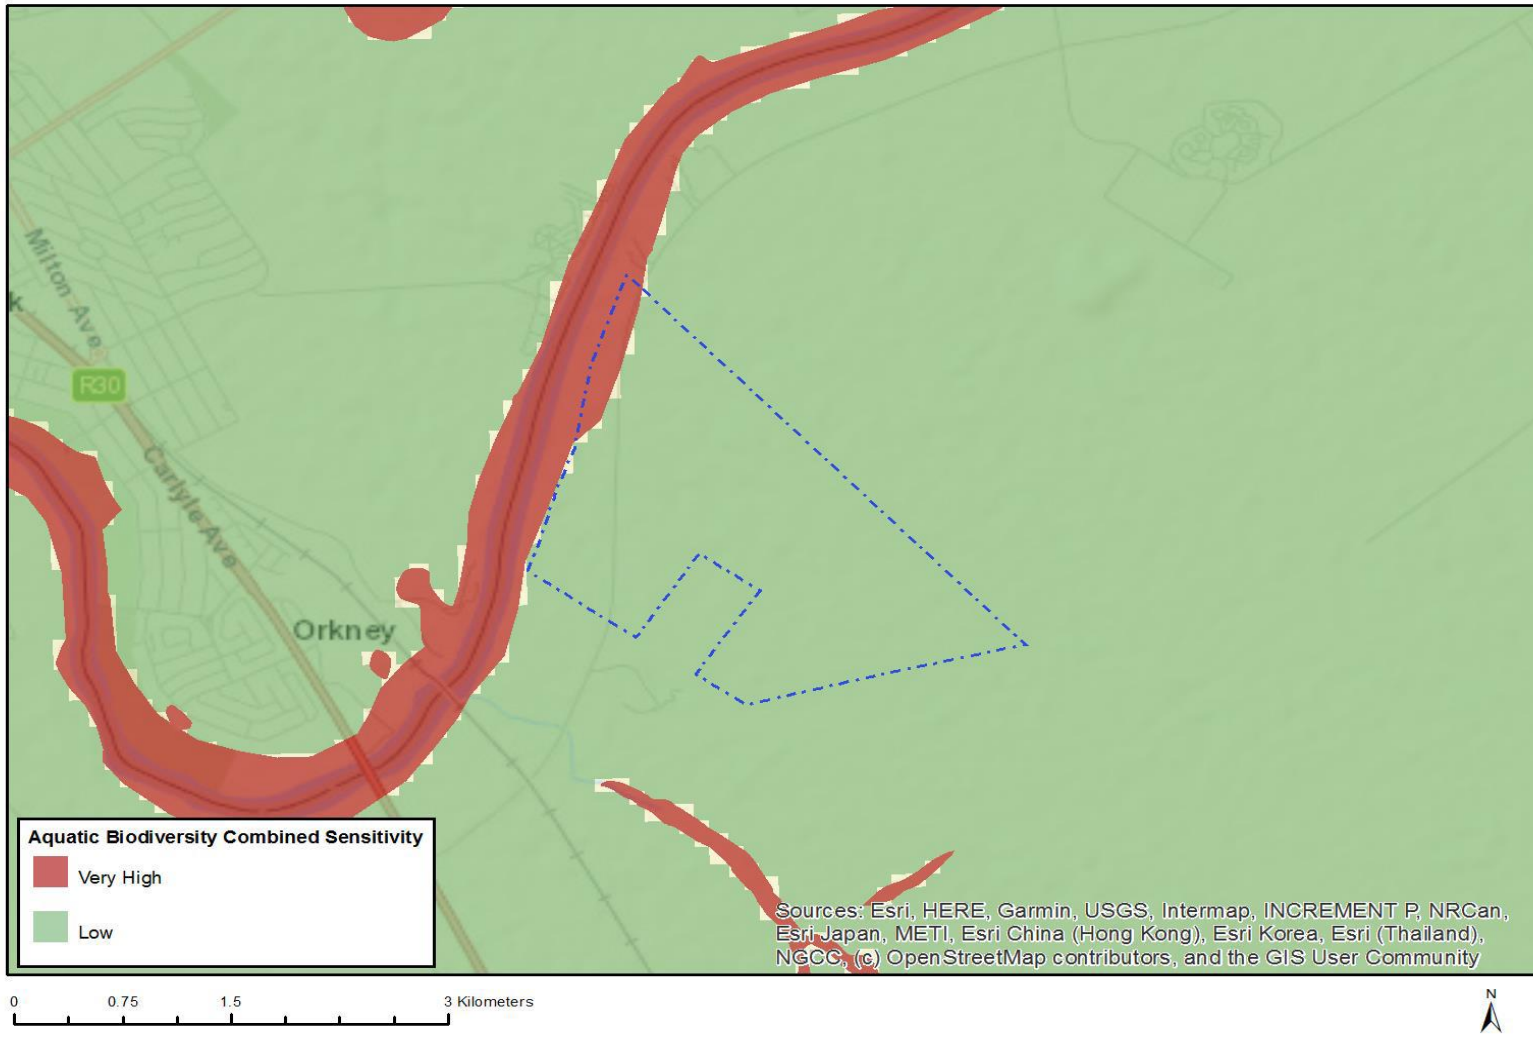 Milton Ave
k
R30
Carlyle Ave
Orkney
Aquatic Biodiversity Combined Sensitivity
Very High
Low
Sources: Esri, HERE, Garmin, USGS, Intermap, INCREMENT P, NRCan,
Esri Japan, METI, Esri China (Hong Kong), Esri Korea, Esri (Thailand),
NGCC, (c) OpenStreetMap contributors, and the GIS User Community
0 0.75 1.5 3 Kilometers
N